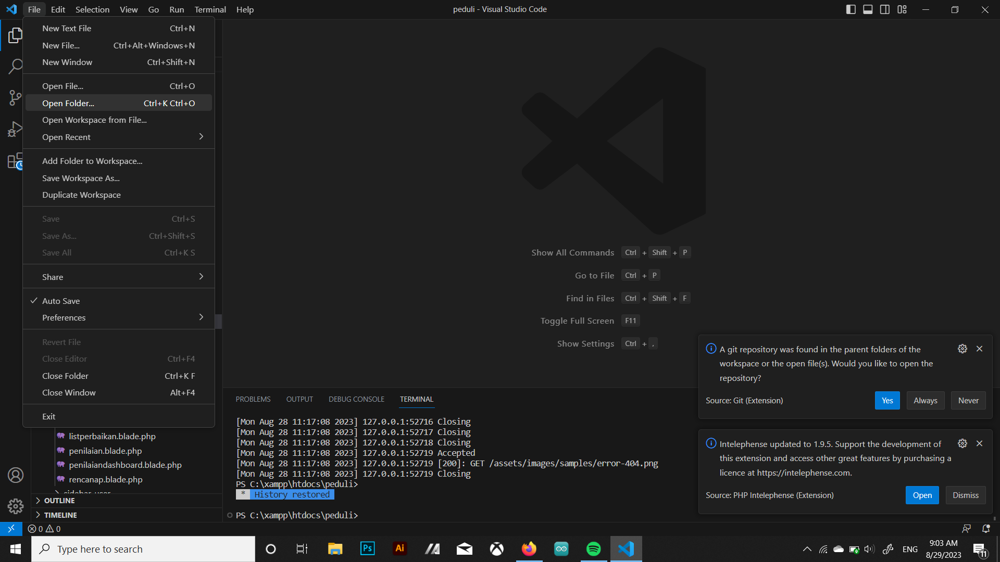 File Edit Selection View Go Run Terminal Help
peduli - Visual Studio Code
New Text File Ctrl+N
New File... Ctrl+Alt+Windows+N
New Window Ctrl+Shift+N
Open File... Ctrl+O
Open Folder... Ctrl+K Ctrl+O
Open Workspace from File...
Open Recent
Add Folder to Workspace...
Save Workspace As...
Duplicate Workspace
Save Ctrl+S
Save As... Ctrl+Shift+S
Save All Ctrl+K S
Share
Auto Save
Preferences
Revert File
Close Editor Ctrl+F4
Close Folder Ctrl+K F
Close Window Alt+F4
Exit
listperbaikan.blade.php
penilaian.blade.php
penilaiandashboard.blade.php
rencanap.blade.php
sidebar-user
OUTLINE
TIMELINE
Show All Commands Ctrl + Shift + P
Go to File Ctrl + P
Find in Files Ctrl + Shift + F
Toggle Full Screen F11
Show Settings Ctrl + ,
PROBLEMS OUTPUT DEBUG CONSOLE TERMINAL
[Mon Aug 28 11:17:08 2023] 127.0.0.1:52716 Closing
[Mon Aug 28 11:17:08 2023] 127.0.0.1:52717 Closing
[Mon Aug 28 11:17:08 2023] 127.0.0.1:52718 Closing
[Mon Aug 28 11:17:08 2023] 127.0.0.1:52719 Accepted
[Mon Aug 28 11:17:08 2023] 127.0.0.1:52719 [200]: GET /assets/images/samples/error-404.png
[Mon Aug 28 11:17:08 2023] 127.0.0.1:52719 Closing
PS C:\xampp\htdocs\peduli>
* History restored
PS C:\xampp\htdocs\peduli>
A git repository was found in the parent folders of the
workspace or the open file(s). Would you like to open the
repository?
Source: Git (Extension)
Yes Always Never
Intelephense updated to 1.9.5. Support the development of
this extension and access other great features by purchasing a
licence at https://intelephense.com.
Source: PHP Intelephense (Extension)
Open Dismiss
0 0
Type here to search
Ps
Ai
ENG
9:03 AM
8/29/2023
11